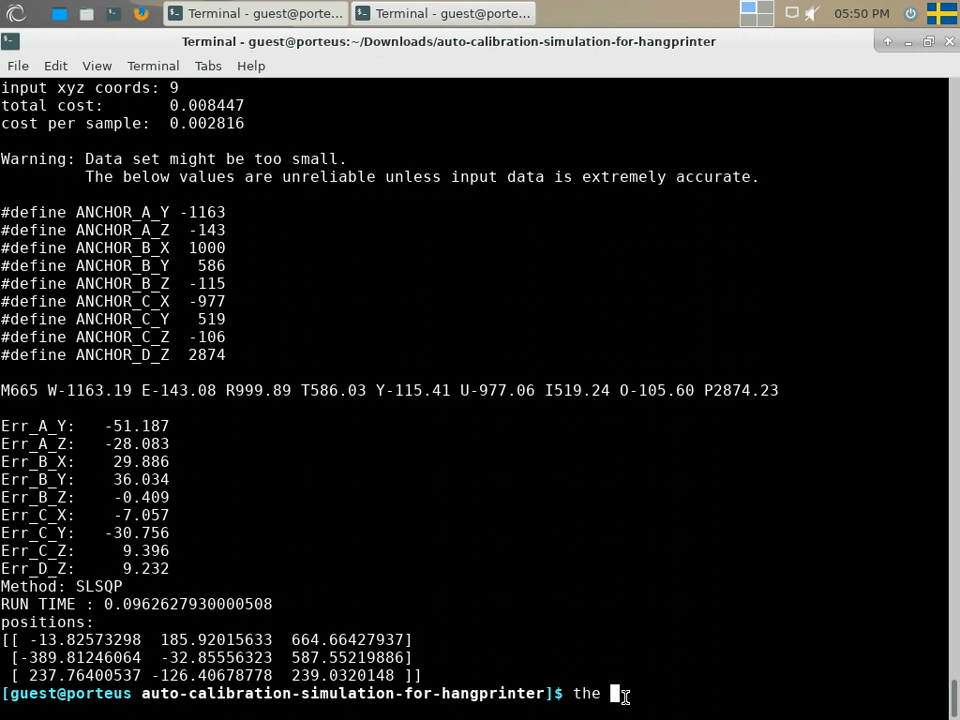 Terminal - guest@porte...
Terminal - guest@porte...
05:50 PM
Terminal - guest@porteus:~/Downloads/auto-calibration-simulation-for-hangprinter
File Edit View Terminal Tabs Help
input xyz coords: 9
total cost:       0.008447
cost per sample:  0.002816
Warning: Data set might be too small.
         The below values are unreliable unless input data is extremely accurate.
#define ANCHOR_A_Y -1163
#define ANCHOR_A_Z  -143
#define ANCHOR_B_X  1000
#define ANCHOR_B_Y   586
#define ANCHOR_B_Z  -115
#define ANCHOR_C_X  -977
#define ANCHOR_C_Y   519
#define ANCHOR_C_Z  -106
#define ANCHOR_D_Z  2874
M665 W-1163.19 E-143.08 R999.89 T586.03 Y-115.41 U-977.06 I519.24 O-105.60 P2874.23
Err_A_Y:   -51.187
Err_A_Z:   -28.083
Err_B_X:    29.886
Err_B_Y:    36.034
Err_B_Z:    -0.409
Err_C_X:    -7.057
Err_C_Y:   -30.756
Err_C_Z:     9.396
Err_D_Z:     9.232
Method: SLSQP
RUN TIME : 0.0962627930000508
positions:
[[ -13.82573298  185.92015633  664.66427937]
 [-389.81246064  -32.85556323  587.55219886]
 [ 237.76400537 -126.40678778  239.0320148 ]]
[guest@porteus auto-calibration-simulation-for-hangprinter]$ the